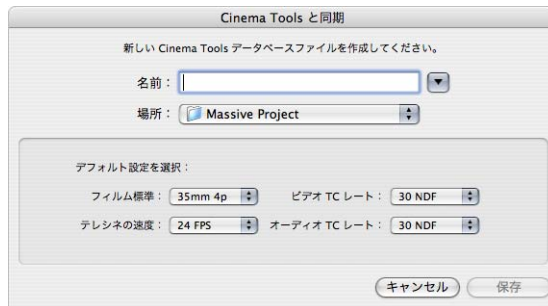 Cinema Tools と同期
新しい Cinema Tools データベースファイルを作成してください。
名前：
場所： Massive Project
デフォルト設定を選択：
フィルム標準： 35mm 4p ビデオ TC レート： 30 NDF
テレシネの速度： 24 FPS オーディオ TC レート： 30 NDF
キャンセル 保存